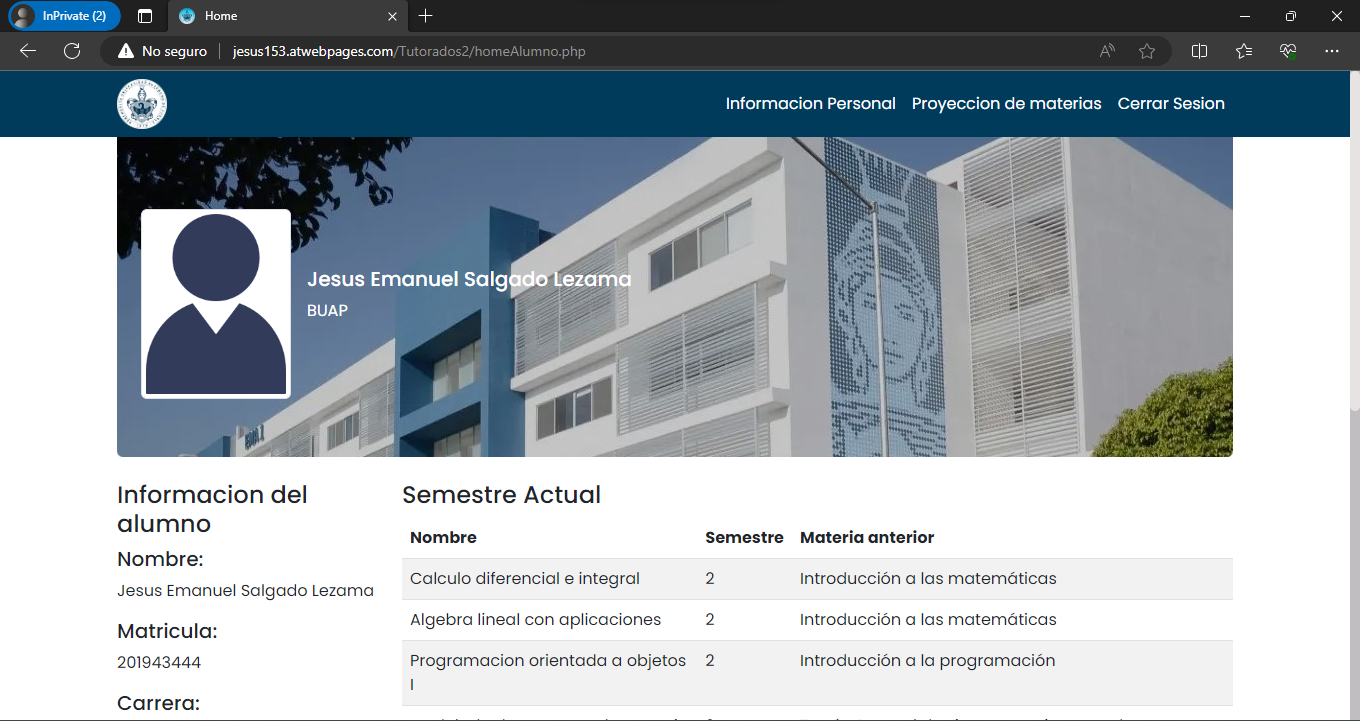 InPrivate (2)
Home
No seguro
jesus153.atwebpages.com/Tutorados2/homeAlumno.php
Informacion Personal Proyeccion de materias Cerrar Sesion
Jesus Emanuel Salgado Lezama
BUAP
Informacion del
alumno
Nombre:
Jesus Emanuel Salgado Lezama
Matricula:
201943444
Carrera:
Semestre Actual
Nombre Semestre Materia anterior
Calculo diferencial e integral 2 Introducción a las matemáticas
Algebra lineal con aplicaciones 2 Introducción a las matemáticas
Programacion orientada a objetos 2 Introducción a la programación
I